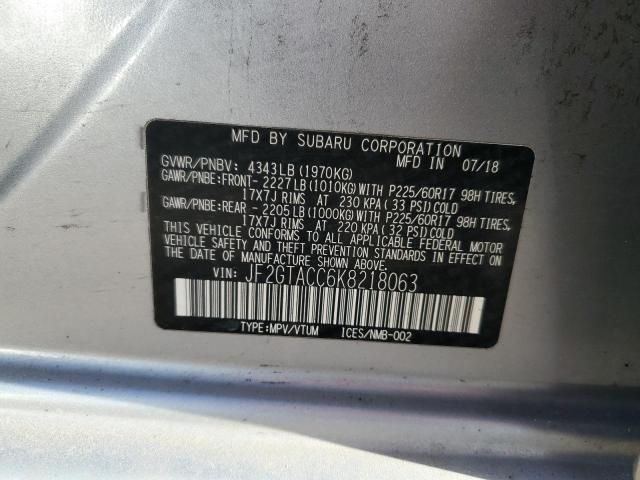 MFD BY SUBARU CORPORATION
MFD IN 07/18
GVWR/PNBV: 4343LB (1970KG)
GAWR/PNBE:FRONT- 2227LB(1010KG)WITH P225/60R17 98H TIRES,
17X7J RIMS AT 230 KPA( 33 PSI)COLD
GAWR/PNBE:REAR - 2205LB(1000KG)WITH P225/60R17 98H TIRES,
17X7J RIMS AT 220 KPA( 32 PSI)COLD
THIS VEHICLE CONFORMS TO ALL APPLICABLE FEDERAL MOTOR
VEHICLE SAFETY AND THEFT PREVENTION STANDARDS IN EFFECT ON
THE DATE OF MANUFACTURE SHOWN ABOVE.
VIN: JF2GTACC6K8218063
TYPE:MPV/VTUM ICES/NMB-002